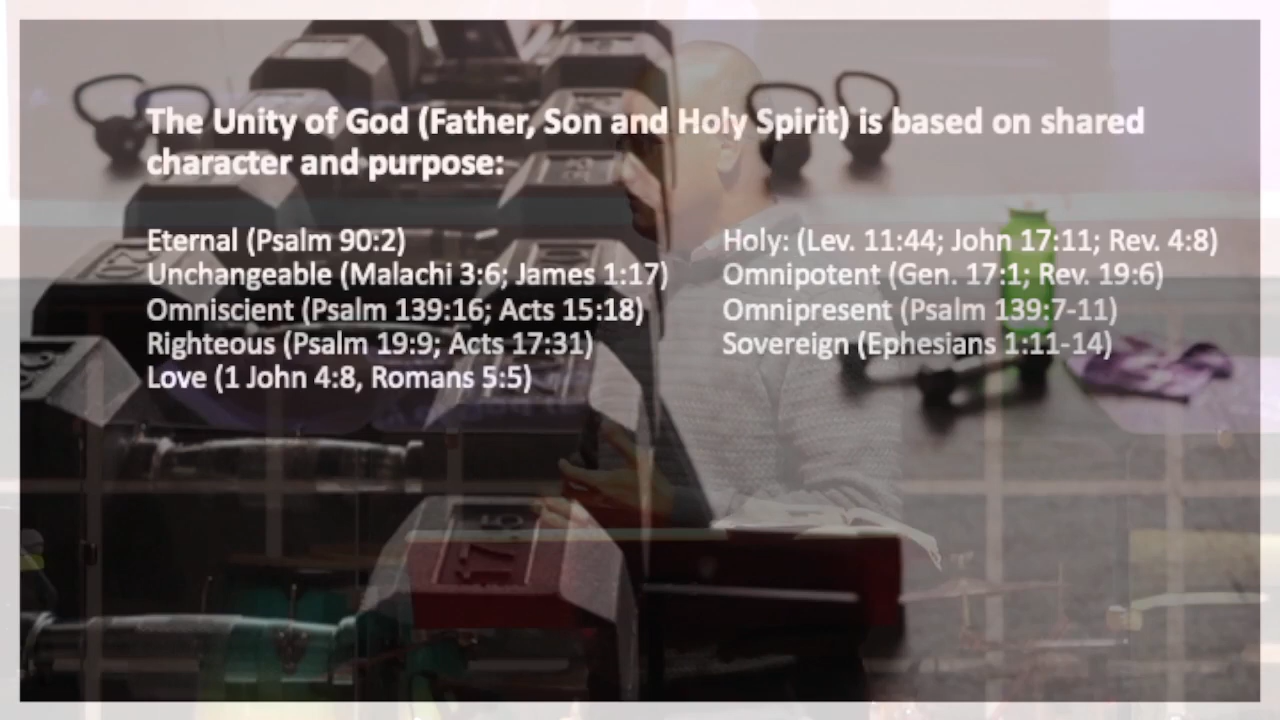 The Unity of God (Father, Son and Holy Spirit) is based on shared
character and purpose:
Eternal (Psalm 90:2)
Unchangeable (Malachi 3:6; James 1:17)
Omniscient (Psalm 139:16; Acts 15:18)
Righteous (Psalm 19:9; Acts 17:31)
Love (1 John 4:8, Romans 5:5)
Holy: (Lev. 11:44; John 17:11; Rev. 4:8)
Omnipotent (Gen. 17:1; Rev. 19:6)
Omnipresent (Psalm 139:7-11)
Sovereign (Ephesians 1:11-14)